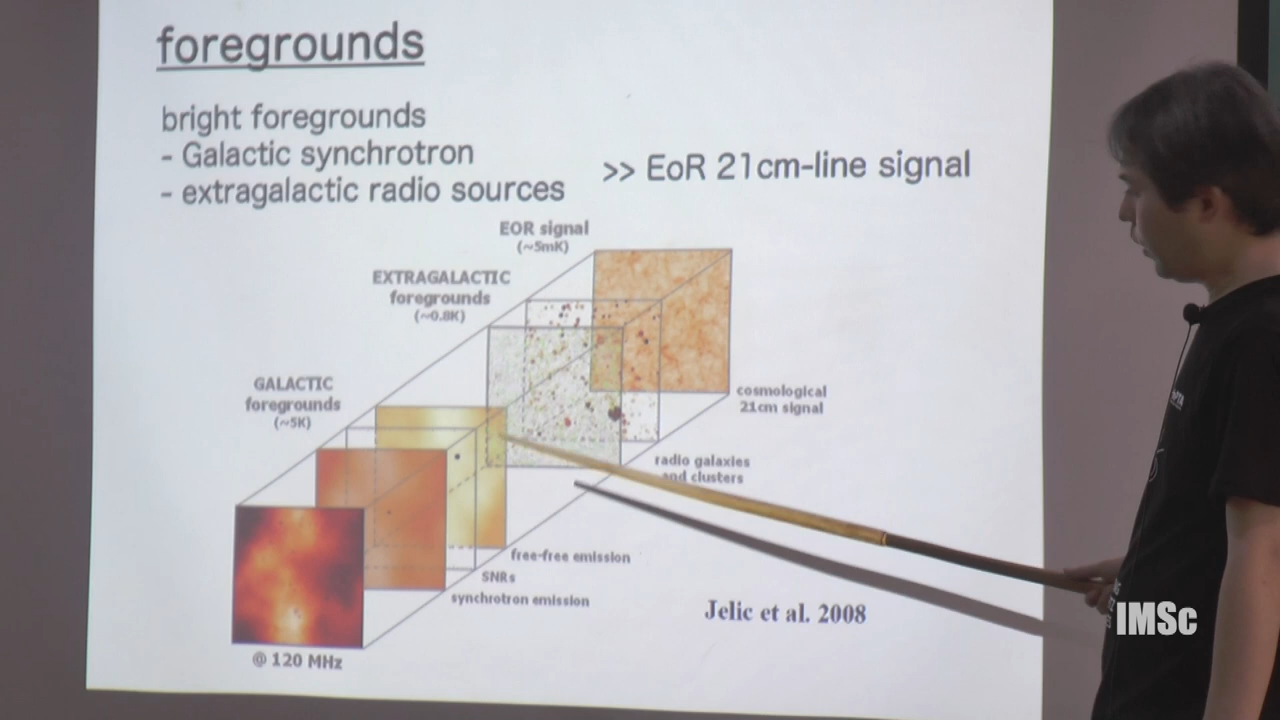 foregrounds
bright foregrounds
- Galactic synchrotron
- extragalactic radio sources
>> EoR 21cm-line signal
EOR signal
(~5mK)
EXTRAGALACTIC
foregrounds
(~0.8K)
GALACTIC
foregrounds
(~5K)
cosmological
21cm signal
radio galaxies
and clusters
free-free emission
SNRs
synchrotron emission
@ 120 MHz
Jelic et al. 2008
IMSc